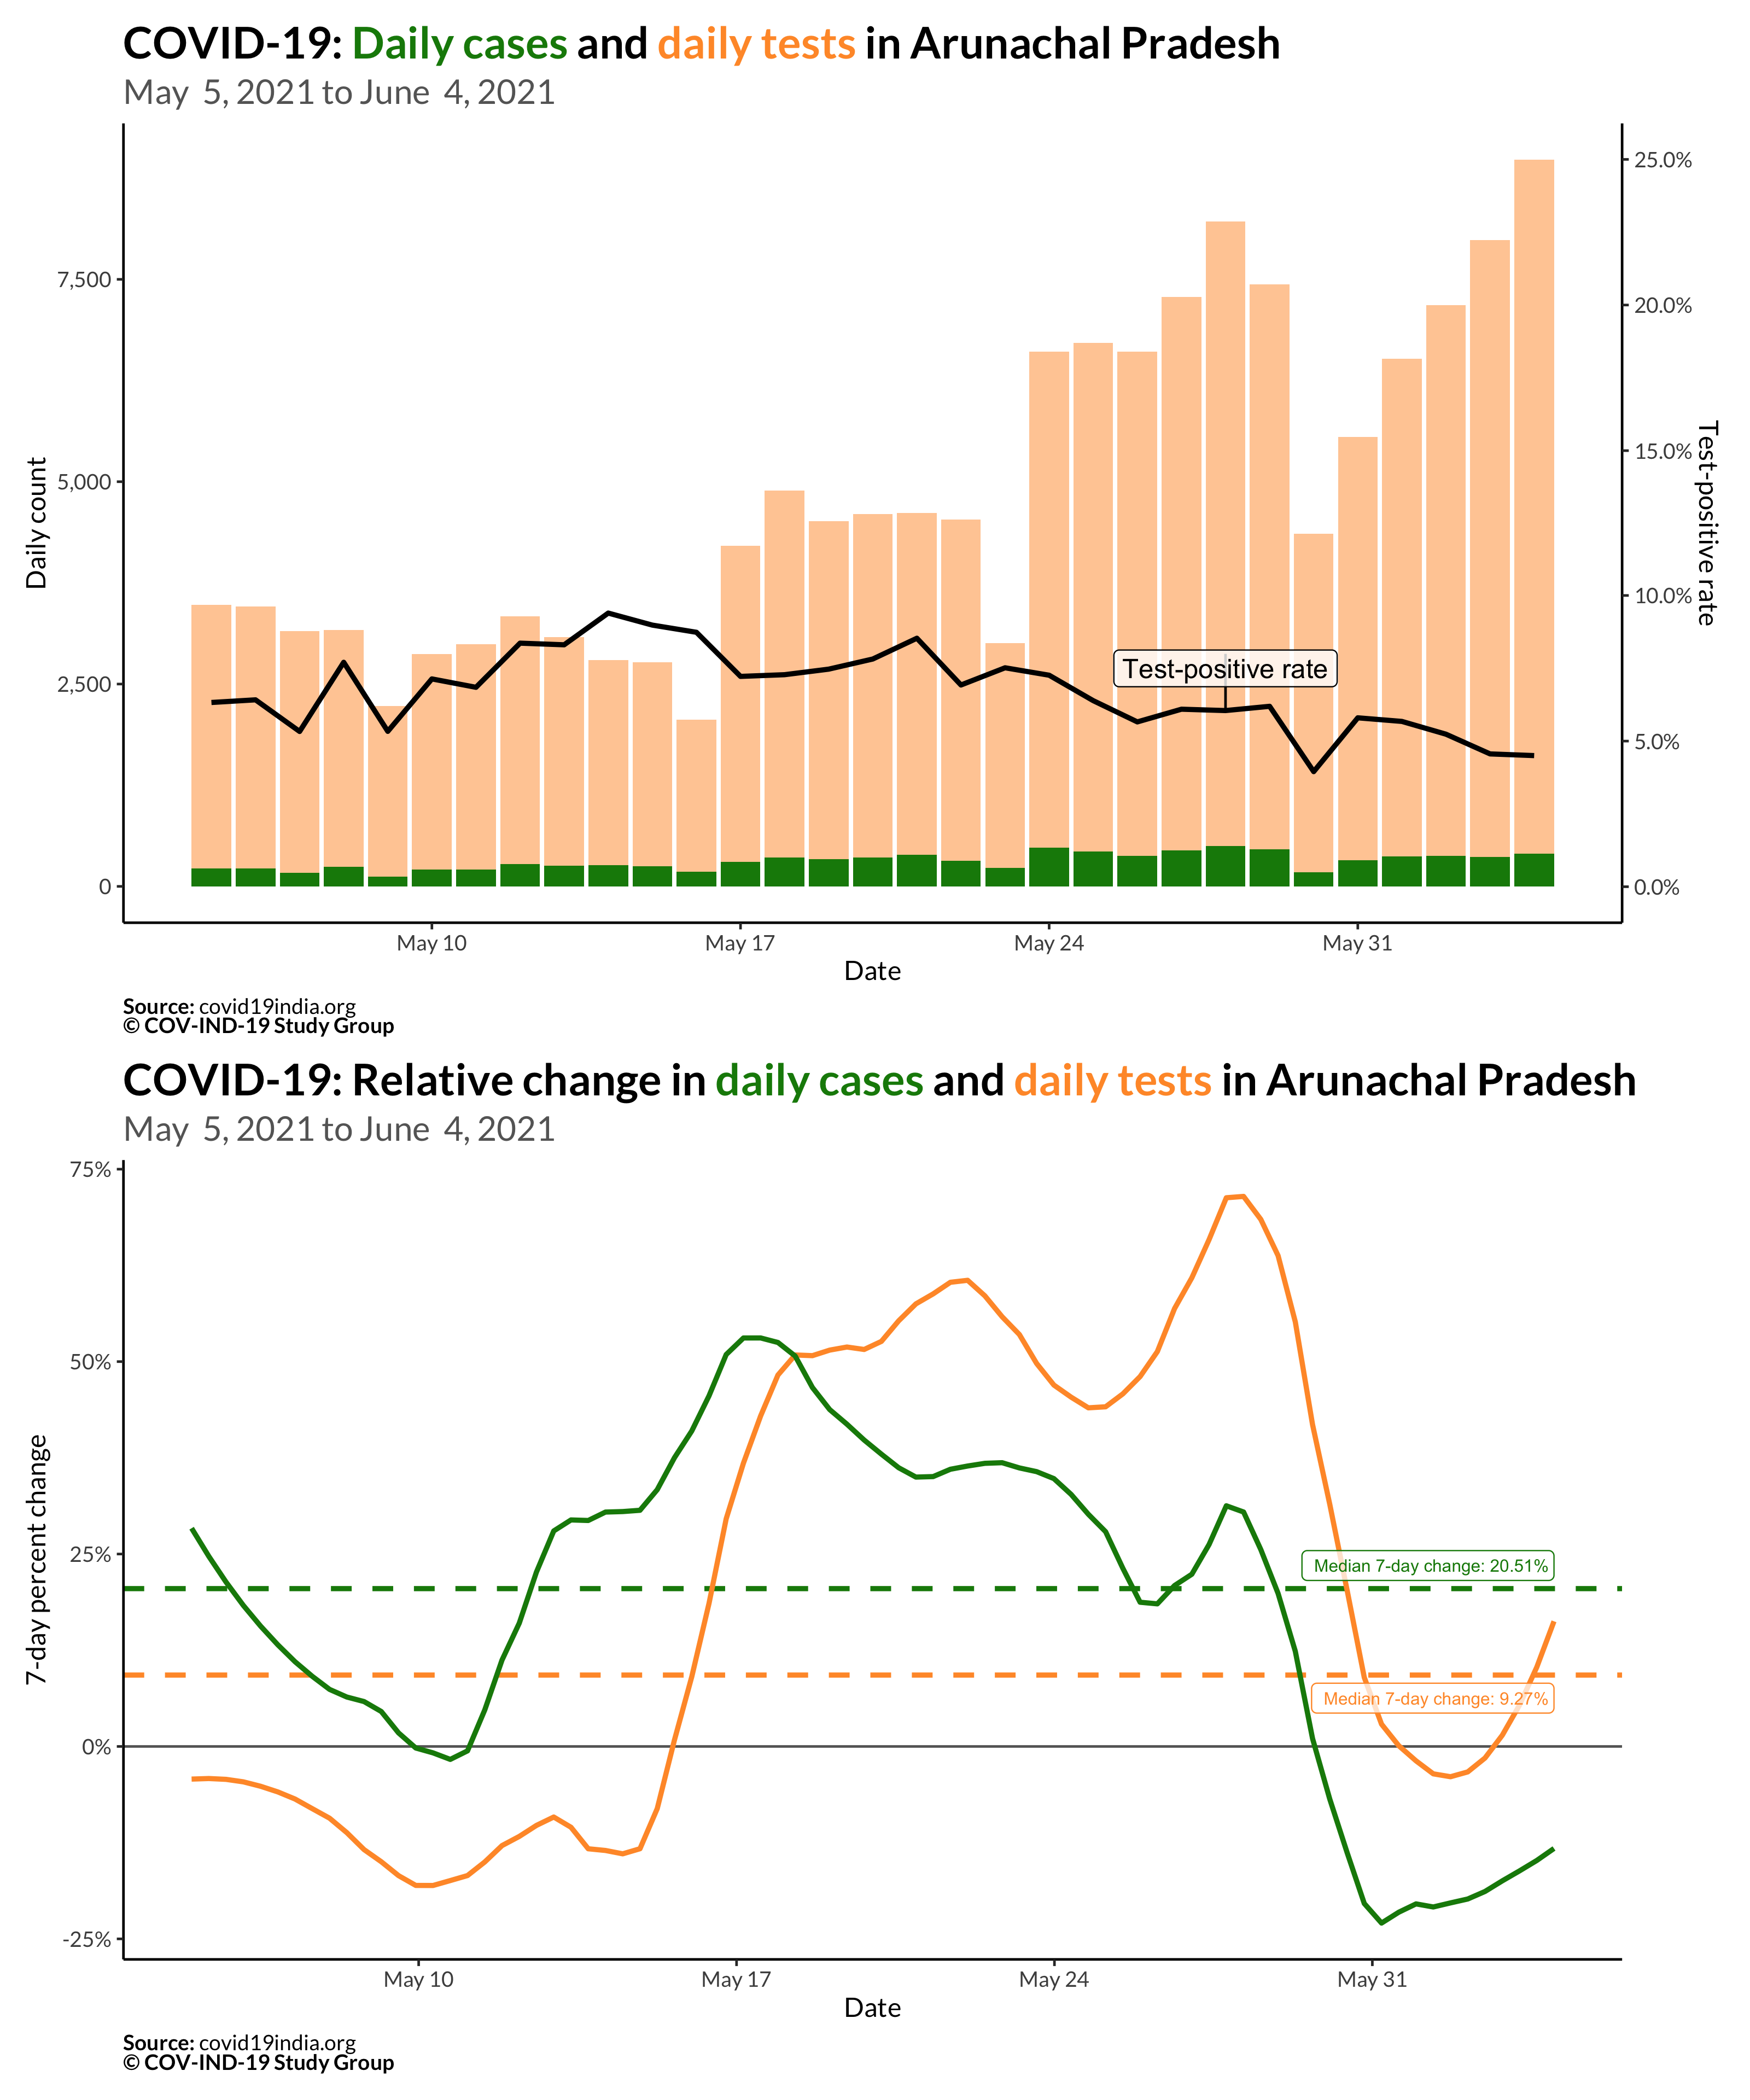 COVID-19: Daily cases and daily tests in Arunachal Pradesh
May 5, 2021 to June 4, 2021
Daily count
7,500
5,000
2,500
0
25.0%
20.0%
15.0%
10.0%
5.0%
0.0%
Test-positive rate
Test-positive rate
May 10
May 17
May 24
May 31
Date
Source: covid19india.org
© COV-IND-19 Study Group
COVID-19: Relative change in daily cases and daily tests in Arunachal Pradesh
May 5, 2021 to June 4, 2021
7-day percent change
75%
50%
25%
0%
-25%
Median 7-day change: 20.51%
Median 7-day change: 9.27%
May 10
May 17
May 24
May 31
Date
Source: covid19india.org
© COV-IND-19 Study Group